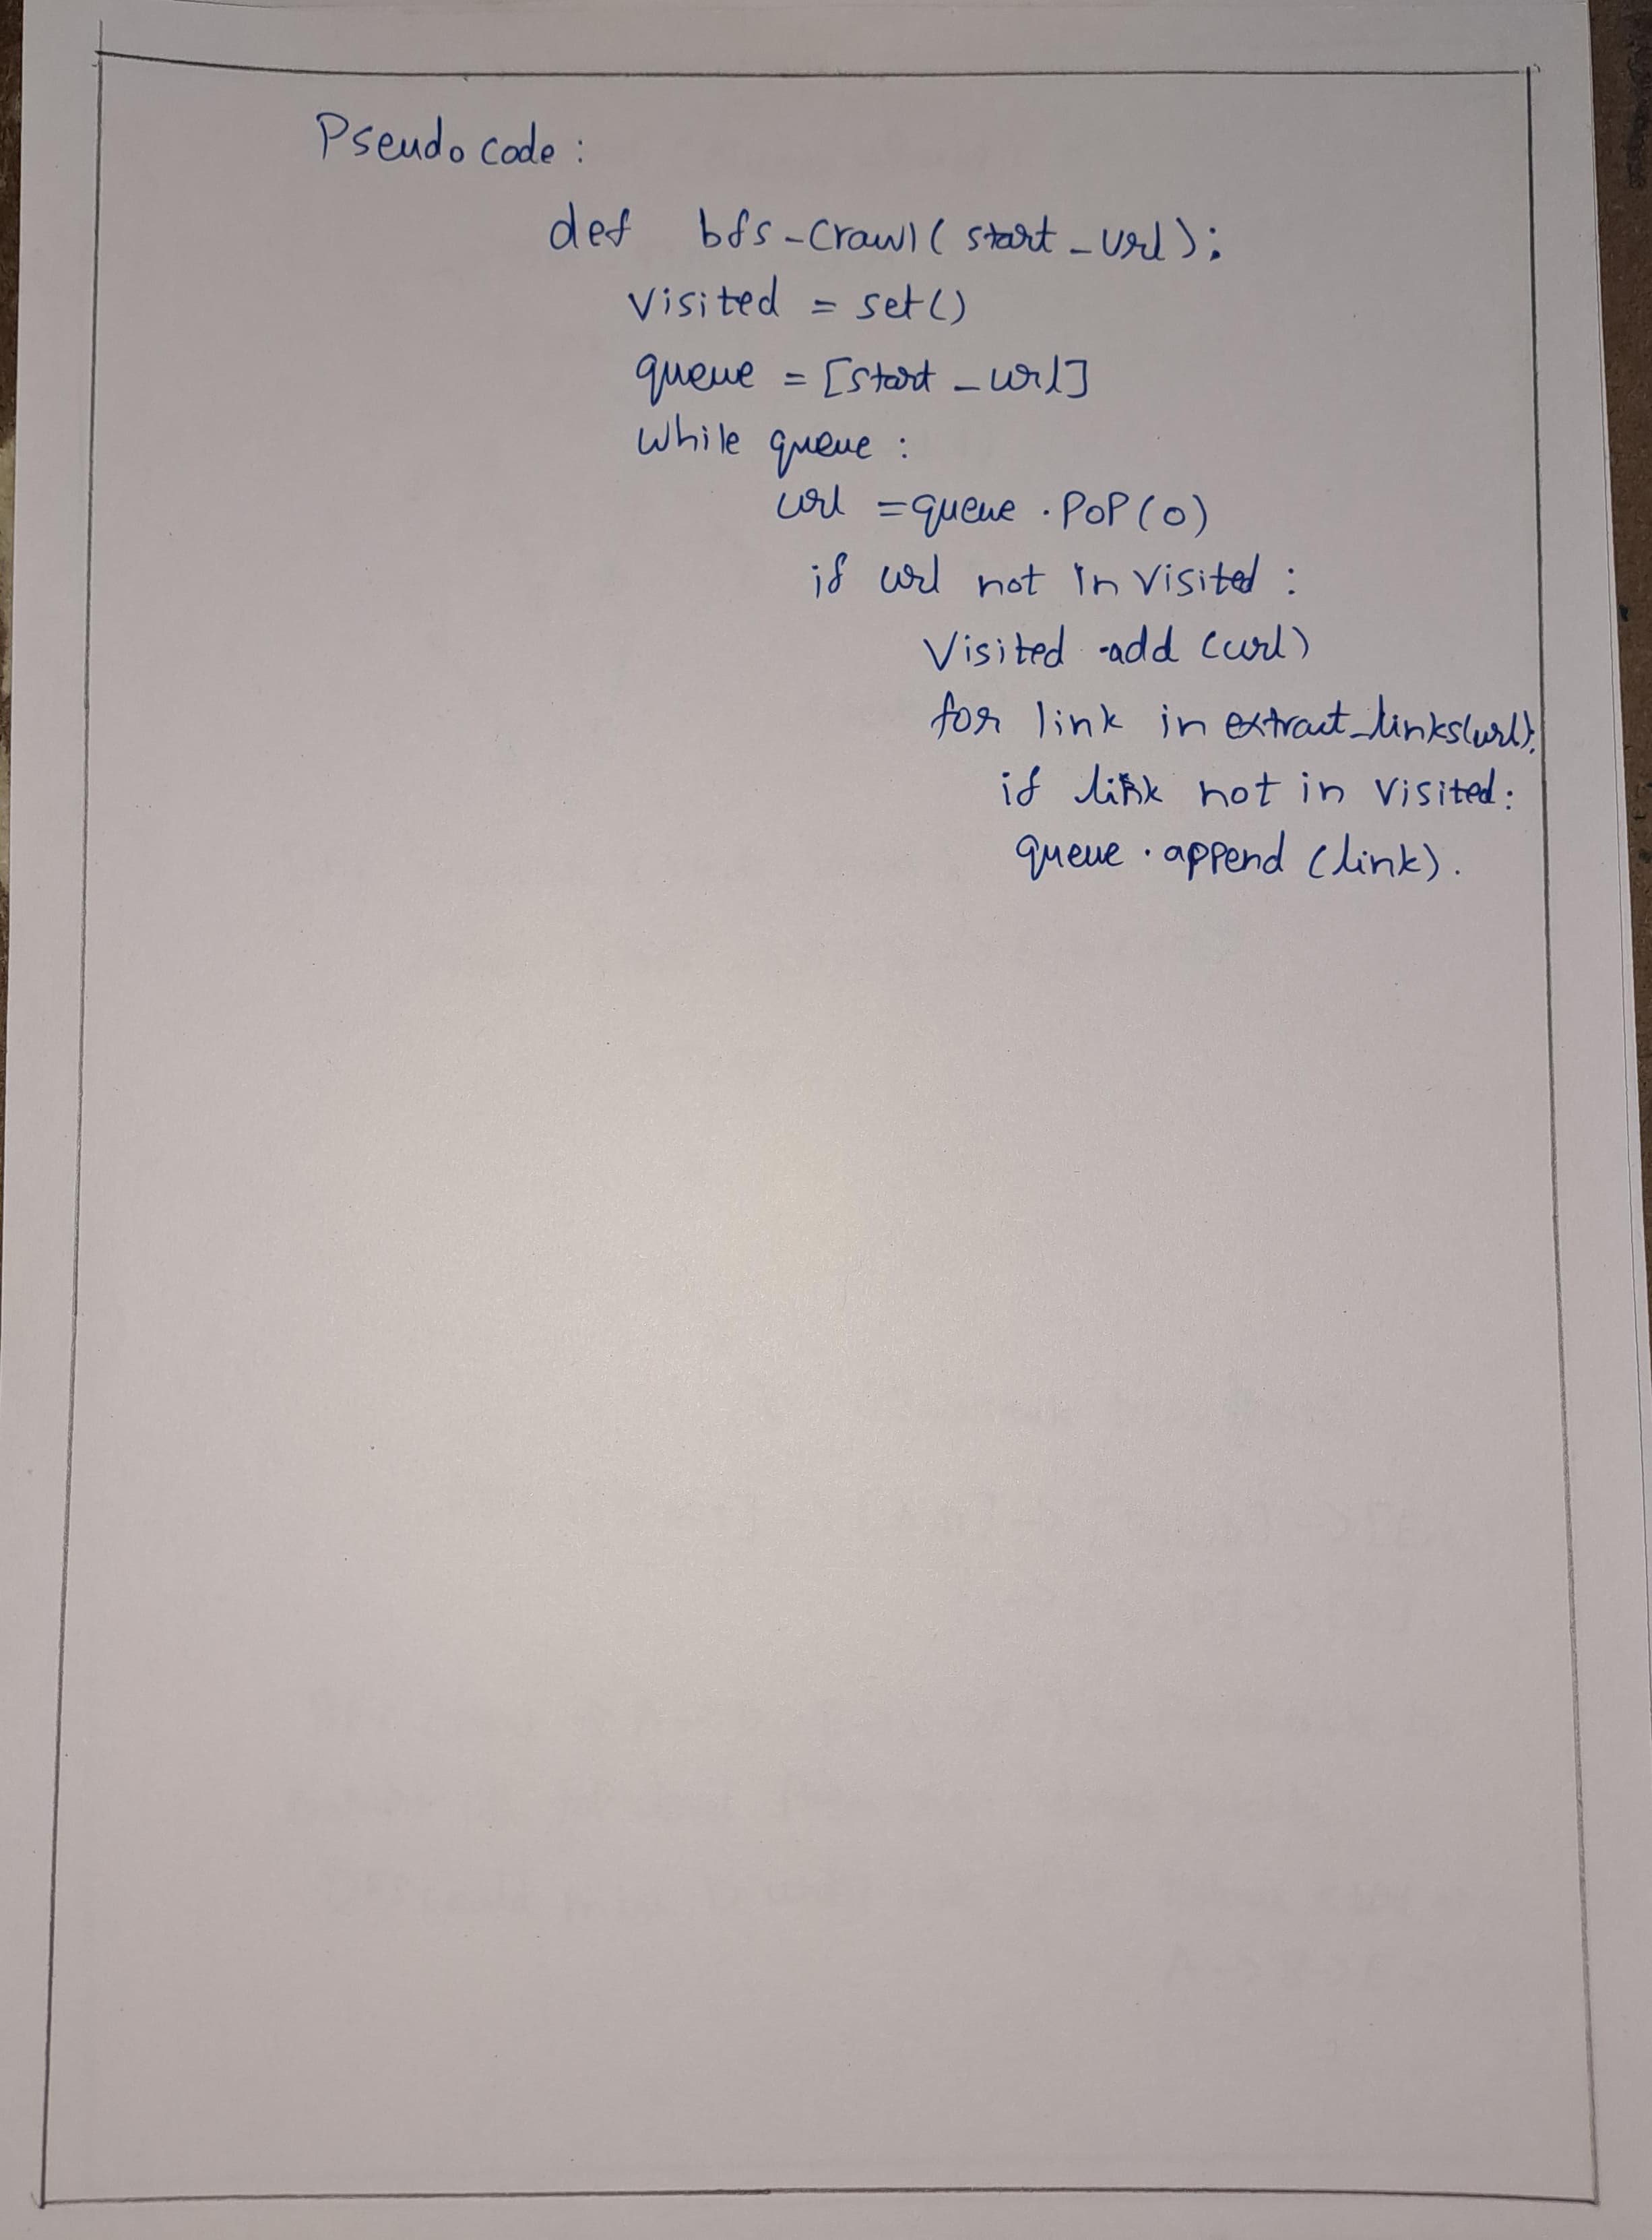 Pseudo code :
def bfs-Crawl( start_url):
Visited = set()
queue = [start_url]
While queue :
url = queue.PoP(0)
if url not in visited :
Visited .add (url)
for link in extract_links(url):
if link not in visited:
queue.append (link).